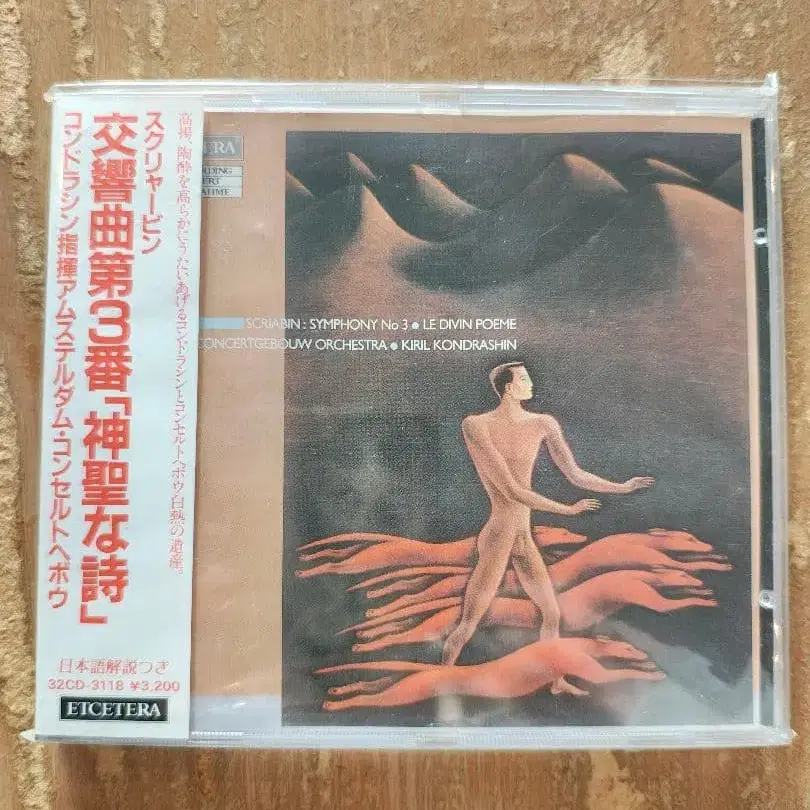 高揚、陶酔を高らかにうたいあげるコンドラシンとコンセルトヘボウ、白熱の遺産。
スクリャービン
交響曲第3番「神聖な詩」
コンドラシン指揮アムステルダム・コンセルトヘボウ
日本語解説つき
32CD-3118 ¥3,200
ETCETERA
SCRIABIN: SYMPHONY No 3 • LE DIVIN POEME
CONCERTGEBOUW ORCHESTRA • KIRIL KONDRASHIN